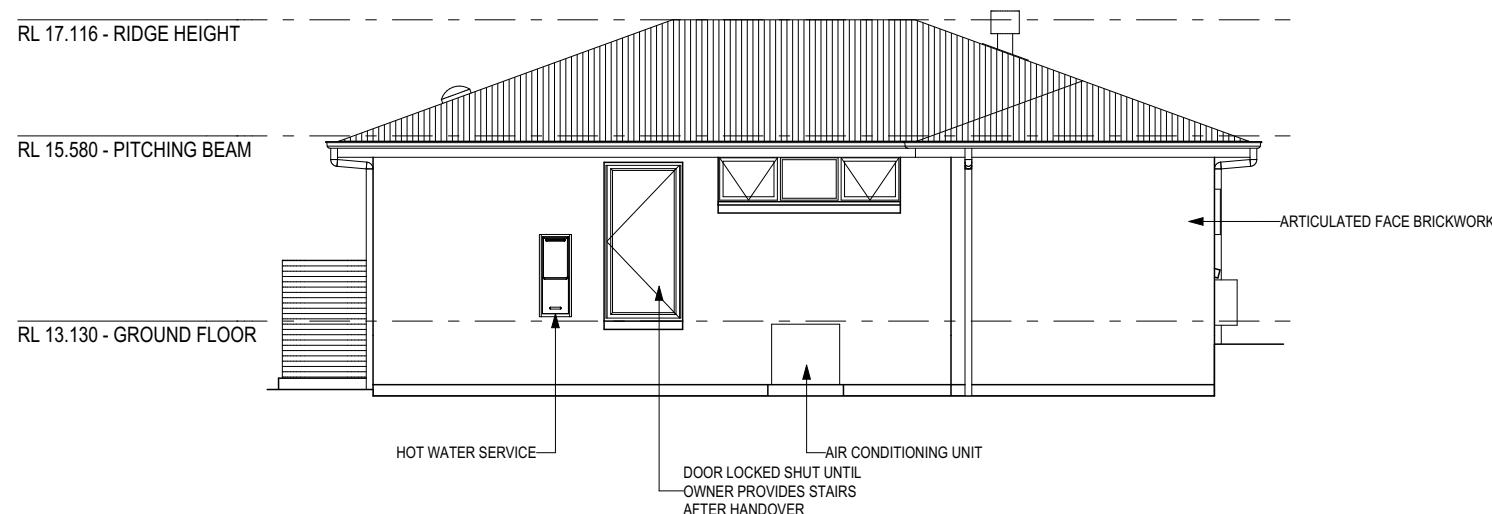 RL 17.116 - RIDGE HEIGHT
RL 15.580 - PITCHING BEAM
ARTICULATED FACE BRICKWORK
RL 13.130 - GROUND FLOOR
HOT WATER SERVICE
AIR CONDITIONING UNIT
DOOR LOCKED SHUT UNTIL
OWNER PROVIDES STAIRS
AFTER HANDOVER